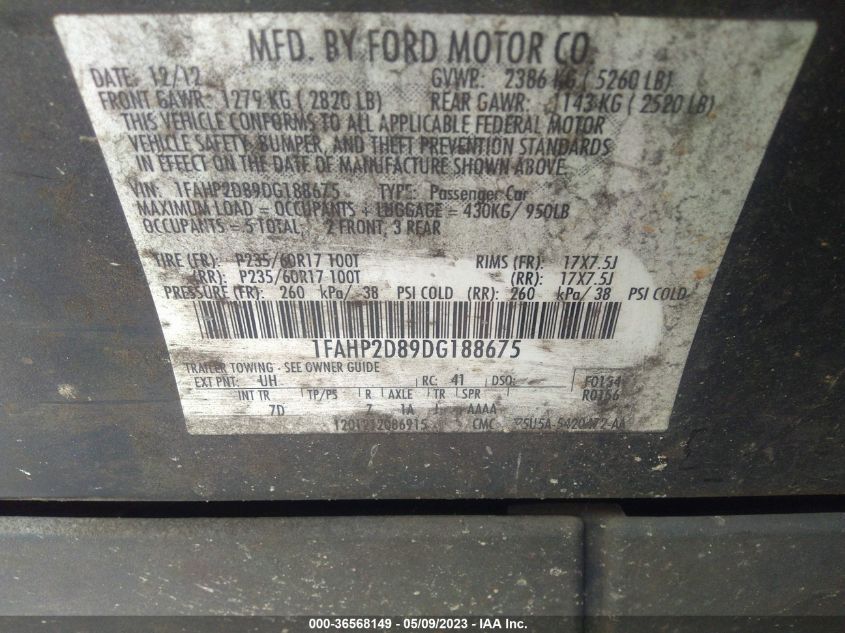 MFD. BY FORD MOTOR CO.
DATE: 12/12 GVWR: 2386 KG ( 5260 LB)
FRONT GAWR: 1279 KG ( 2820 LB) REAR GAWR: 1143 KG ( 2520 LB)
THIS VEHICLE CONFORMS TO ALL APPLICABLE FEDERAL MOTOR
VEHICLE SAFETY, BUMPER, AND THEFT PREVENTION STANDARDS
IN EFFECT ON THE DATE OF MANUFACTURE SHOWN ABOVE.
VIN: 1FAHP2D89DG188675 TYPE: Passenger Car
MAXIMUM LOAD = OCCUPANTS + LUGGAGE = 430KG/ 950LB
OCCUPANTS = 5 TOTAL, 2 FRONT, 3 REAR
TIRE (FR): P235/60R17 100T RIMS (FR): 17X7.5J
(RR): P235/60R17 100T (RR): 17X7.5J
PRESSURE (FR): 260 kPa/ 38 PSI COLD (RR): 260 kPa/ 38 PSI COLD
1FAHP2D89DG188675
TRAILER TOWING - SEE OWNER GUIDE
EXT PNT: UH RC: 41 DSO: F0154
INT TR TP/PS R AXLE TR SPR R0156
7D Z 1A J AAAA
CMC
000-36568149 - 05/09/2023 - IAA Inc.